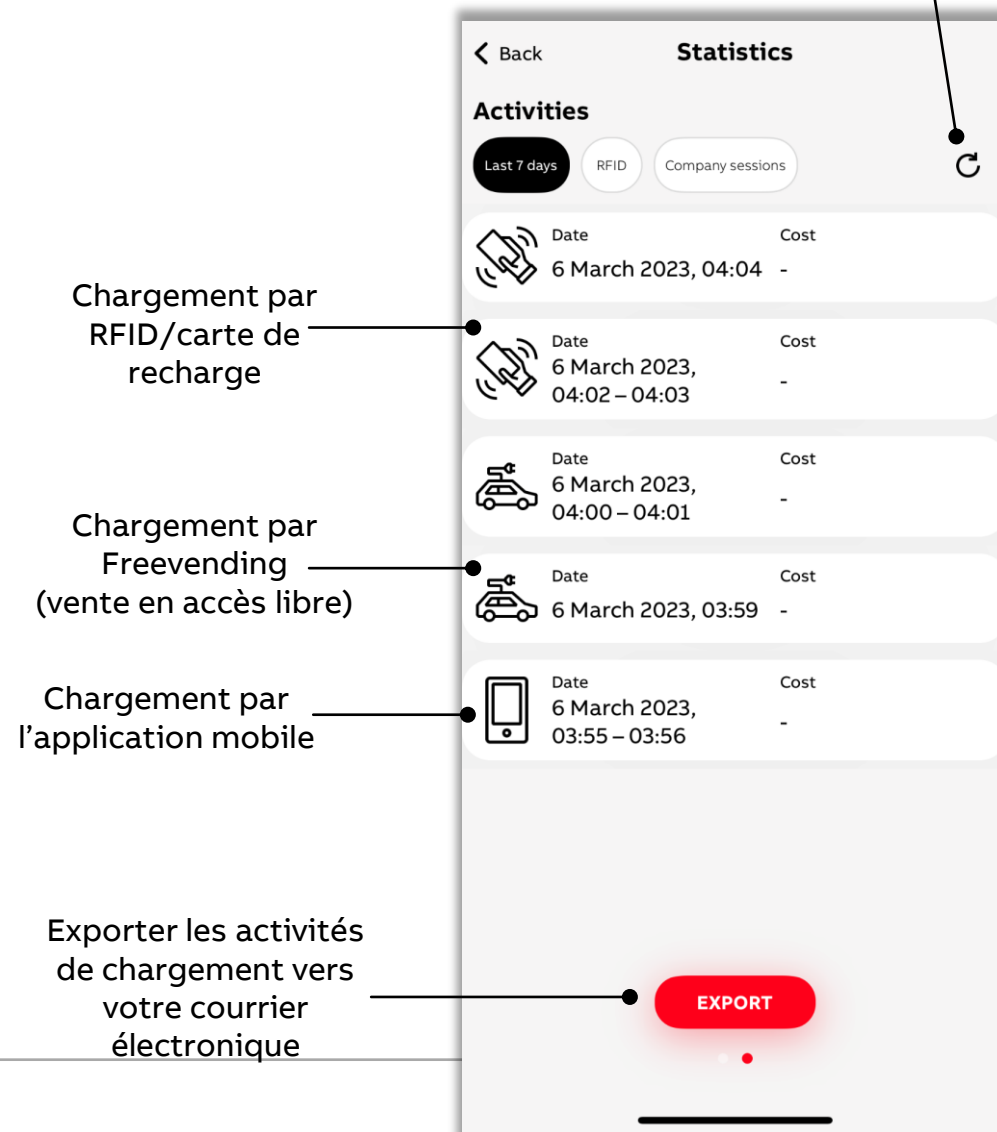 Back
Statistics
Activities
Last 7 days
RFID
Company sessions
Date
Cost
6 March 2023, 04:04
-
Chargement par
RFID/carte de
recharge
Date
Cost
6 March 2023,
04:02 – 04:03
-
Date
Cost
6 March 2023,
04:00 – 04:01
-
Chargement par
Freevending
(vente en accès libre)
Date
Cost
6 March 2023, 03:59
-
Chargement par
l’application mobile
Date
Cost
6 March 2023,
03:55 – 03:56
-
Exporter les activités
de chargement vers
votre courrier
électronique
EXPORT